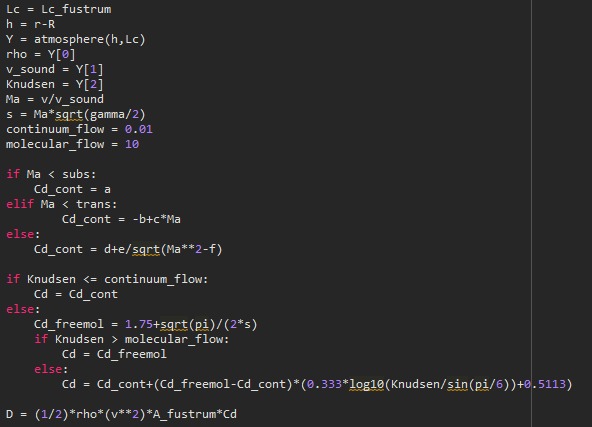 Lc = Lc_fustrum
h = r-R
Y = atmosphere(h,Lc)
rho = Y[0]
v_sound = Y[1]
Knudsen = Y[2]
Ma = v/v_sound
s = Ma*sqrt(gamma/2)
continuum_flow = 0.01
molecular_flow = 10
if Ma < subs:
Cd_cont = a
elif Ma < trans:
Cd_cont = -b+c*Ma
else:
Cd_cont = d+e/sqrt(Ma**2-f)
if Knudsen <= continuum_flow:
Cd = Cd_cont
else:
Cd_freemol = 1.75+sqrt(pi)/(2*s)
if Knudsen > molecular_flow:
Cd = Cd_freemol
else:
Cd = Cd_cont+(Cd_freemol-Cd_cont)*(0.333*log10(Knudsen/sin(pi/6))+0.5113)
D = (1/2)*rho*(v**2)*A_fustrum*Cd